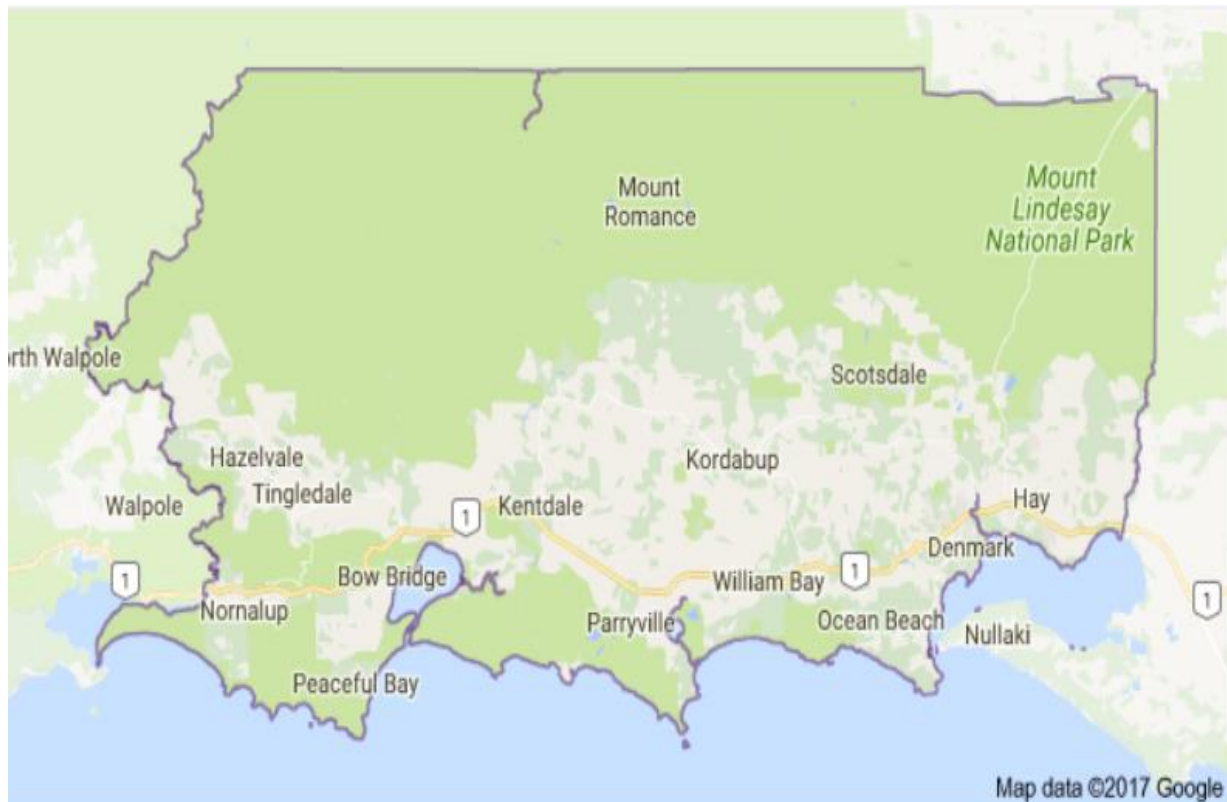 Mount
Romance
Mount
Lindesay
National Park
orth Walpole
Scotsdale
Hazelvale
Kordabup
Tingledale
Walpole
Kentdale
Hay
1
Denmark
Bow Bridge
1
William Bay
1
1
Nornalup
Parryville
Ocean Beach
Nullaki
Peaceful Bay
Map data ©2017 Google